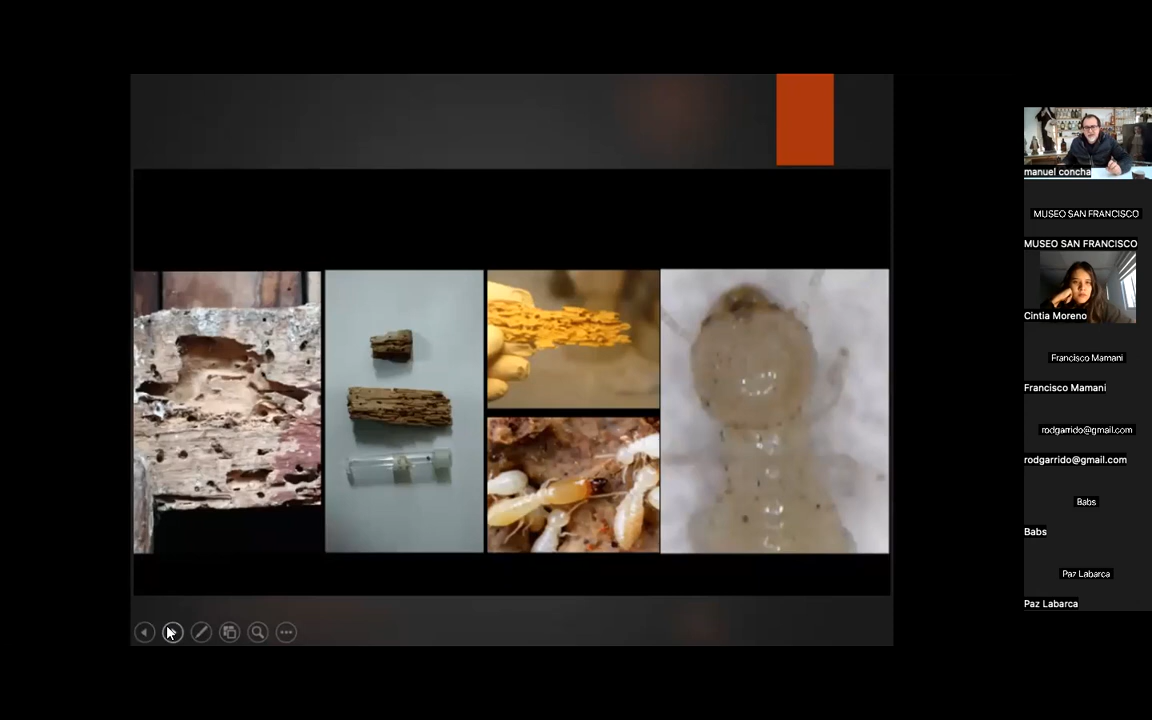 manuel concha
MUSEO SAN FRANCISCO
MUSEO SAN FRANCISCO
Cintia Moreno
Francisco Mamani
Francisco Mamani
rodgarrido@gmail.com
rodgarrido@gmail.com
Babs
Babs
Paz Labarca
Paz Labarca